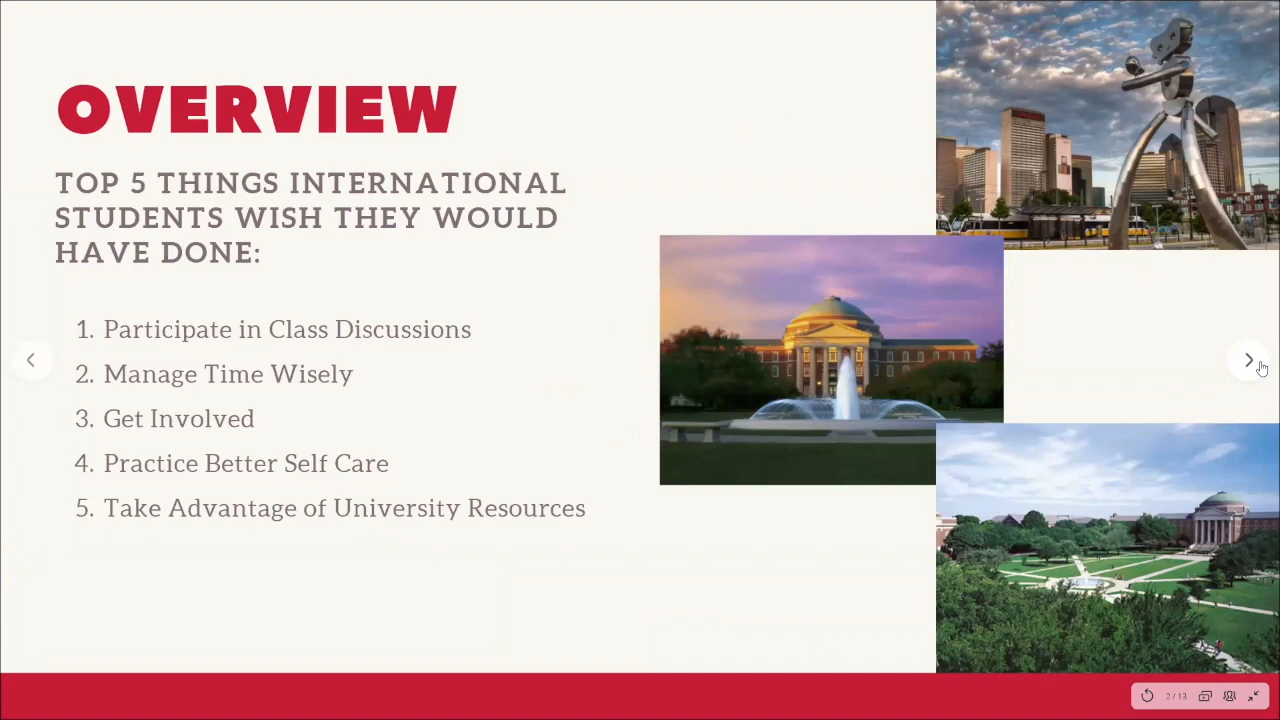 OVERVIEW
TOP 5 THINGS INTERNATIONAL
STUDENTS WISH THEY WOULD
HAVE DONE:
1. Participate in Class Discussions
2. Manage Time Wisely
3. Get Involved
4. Practice Better Self Care
5. Take Advantage of University Resources
2/13